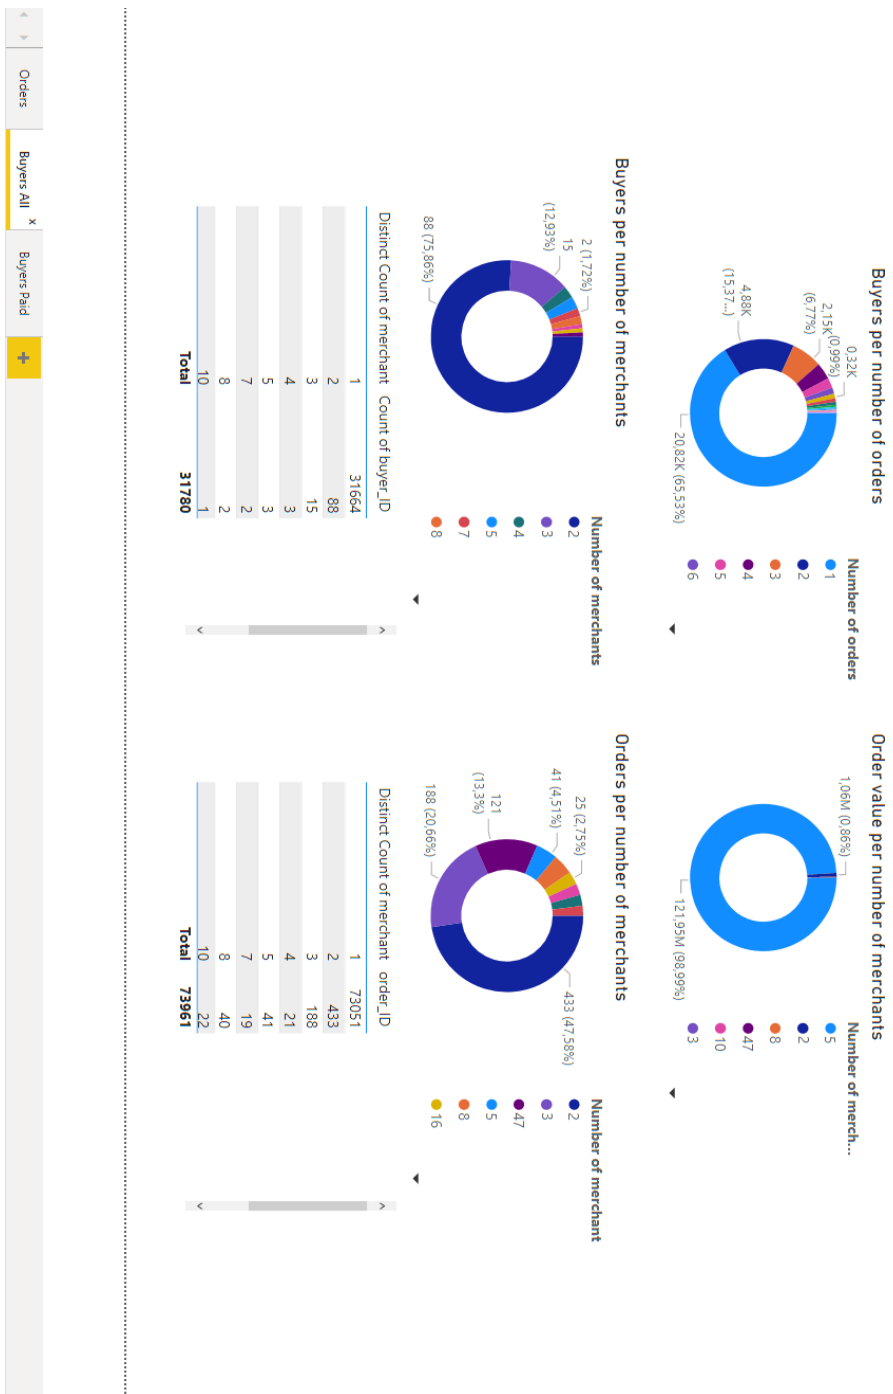 Buyers per number of orders
0,32K
(0,99%)
2,15K
(6,77%)
4,88K
(15,37...)
20,82K (65,53%)
Number of orders
1
2
3
4
5
6
Order value per number of merchants
1,06M (0,86%)
121,95M (98,99%)
Number of merch...
5
2
8
47
10
3
Buyers per number of merchants
2 (1,72%)
15
(12,93%)
88 (75,86%)
Number of merchants
2
3
4
5
7
8
Orders per number of merchants
25 (2,75%)
41 (4,51%)
121
(13,3%)
188 (20,66%)
433 (47,58%)
Number of merchant
2
3
47
5
8
16
Distinct Count of merchant Count of buyer_ID
1 31664
2 88
3 15
4 3
5 3
7 2
8 2
10 1
Total 31780
Distinct Count of merchant order_ID
1 73051
2 433
3 188
4 21
5 41
7 19
8 40
10 22
Total 73961
Orders Buyers All x Buyers Paid +